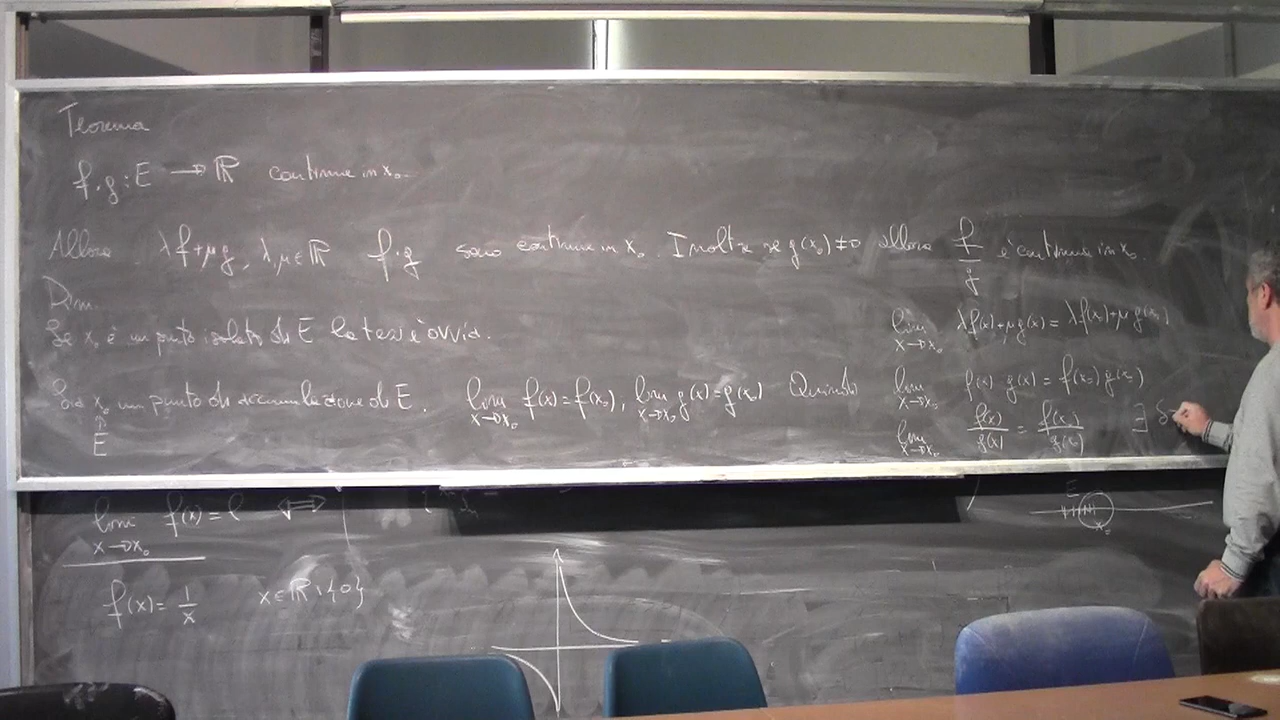 Teorema
f, g : E → ℝ continue in x₀.
Allora λf+μg, λ,μ∈ℝ f·g sono continue in x₀. Inoltre se g(x₀)≠0 allora f/g è continua in x₀.
Dim.
Se x₀ è un punto isolato di E la tesi è ovvia.
lim x→x₀ λf(x)+μg(x) = λf(x₀)+μg(x₀)
Sia x₀ un punto di accumulazione di E. lim x→x₀ f(x)=f(x₀), lim x→x₀ g(x)=g(x₀) Quindi lim x→x₀ f(x) g(x) = f(x₀) g(x₀)
E
lim x→x₀ f(x)/g(x) = f(x₀)/g(x₀) ∃ δ
lim x→x₀ f(x) = l ⟺
E
x₀
f(x) = 1/x x∈ℝ\{0}